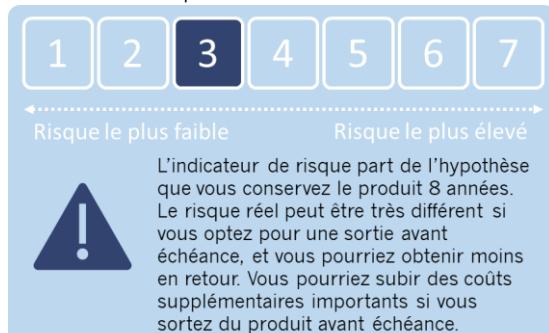 1 2 3 4 5 6 7
Risque le plus faible Risque le plus élevé
L'indicateur de risque part de l'hypothèse
que vous conservez le produit 8 années.
Le risque réel peut être très différent si
vous optez pour une sortie avant
échéance, et vous pourriez obtenir moins
en retour. Vous pourriez subir des coûts
supplémentaires importants si vous
sortez du produit avant échéance.